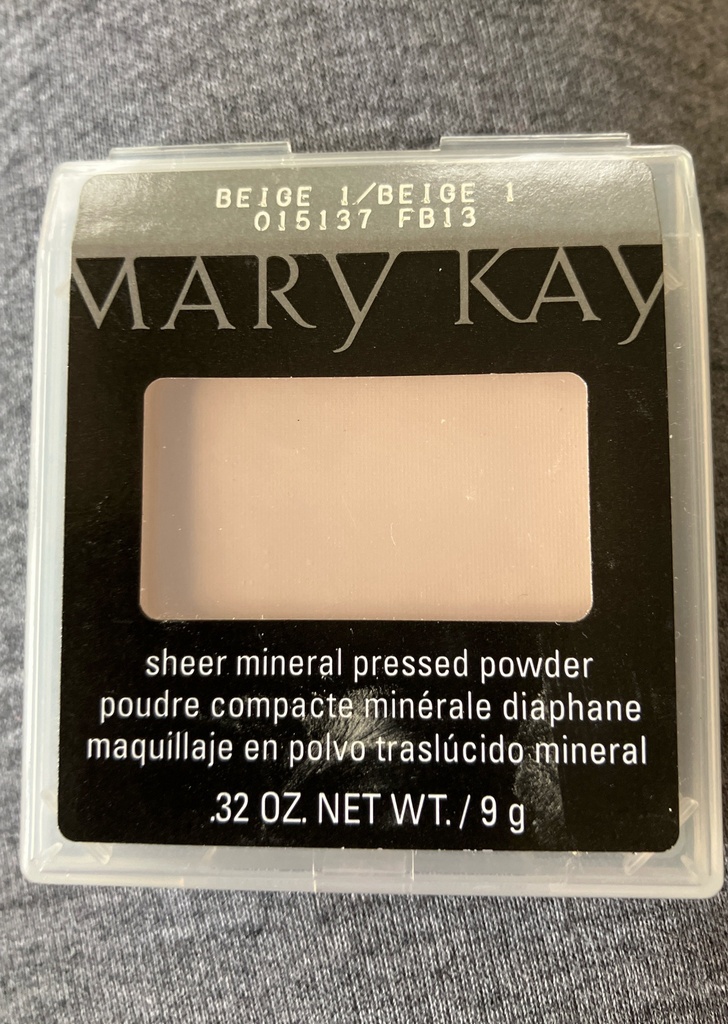 BEIGE 1/BEIGE 1
015137 FB13
MARY KAY
sheer mineral pressed powder
poudre compacte minérale diaphane
maquillaje en polvo traslúcido mineral
.32 OZ. NET WT. / 9 g